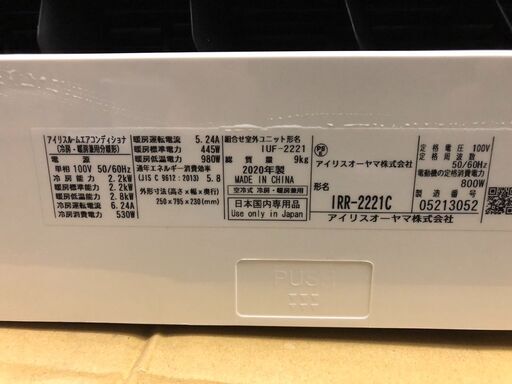 アイリスルームエアコンディショナ
(冷房・暖房兼用分離形)
電 源
単相 100V 50/60Hz
冷 房 能 力 2.2kW
暖房標準能力 2.2kW
暖房低温能力 2.8kW
冷房運転電流 6.24A
冷房消費電力 530W
暖房運転電流 5.24A
暖房標準電力 445W
暖房低温電力 980W
通年エネルギー消費効率
(JIS C 9612:2013) 5.8
外形寸法(高さ×幅×奥行)
250×795×230(mm)
組合せ室外ユニット形名
IUF-2221
総 質 量 9kg
2020年製
MADE IN CHINA
空冷式 冷房・暖房兼用
日本国内専用品
Use only in Japan
PS E
アイリスオーヤマ株式会社
形名
IRR-2221C
アイリスオーヤマ株式会社
定 格 電 圧 100V
定 格 周 波 数
50/60Hz
電動機の定格消費電力
800W
製 造 番 号
05213052
PUSH